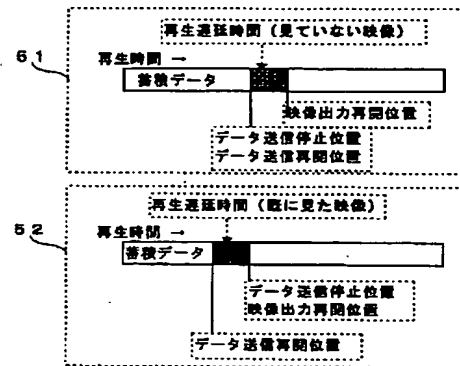 再生遅延時間（見ていない映像）
51
再生時間 →
蓄積データ
映像出力再開位置
データ送信停止位置
データ送信再開位置
再生遅延時間（既に見た映像）
52
再生時間 →
蓄積データ
データ送信停止位置
映像出力再開位置
データ送信再開位置